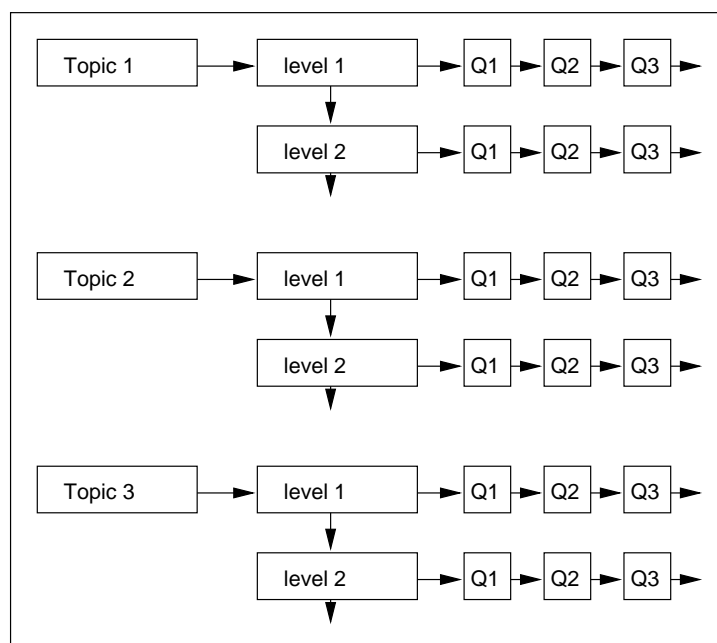 Topic 1 level 1 Q1 Q2 Q3
level 2 Q1 Q2 Q3
Topic 2 level 1 Q1 Q2 Q3
level 2 Q1 Q2 Q3
Topic 3 level 1 Q1 Q2 Q3
level 2 Q1 Q2 Q3